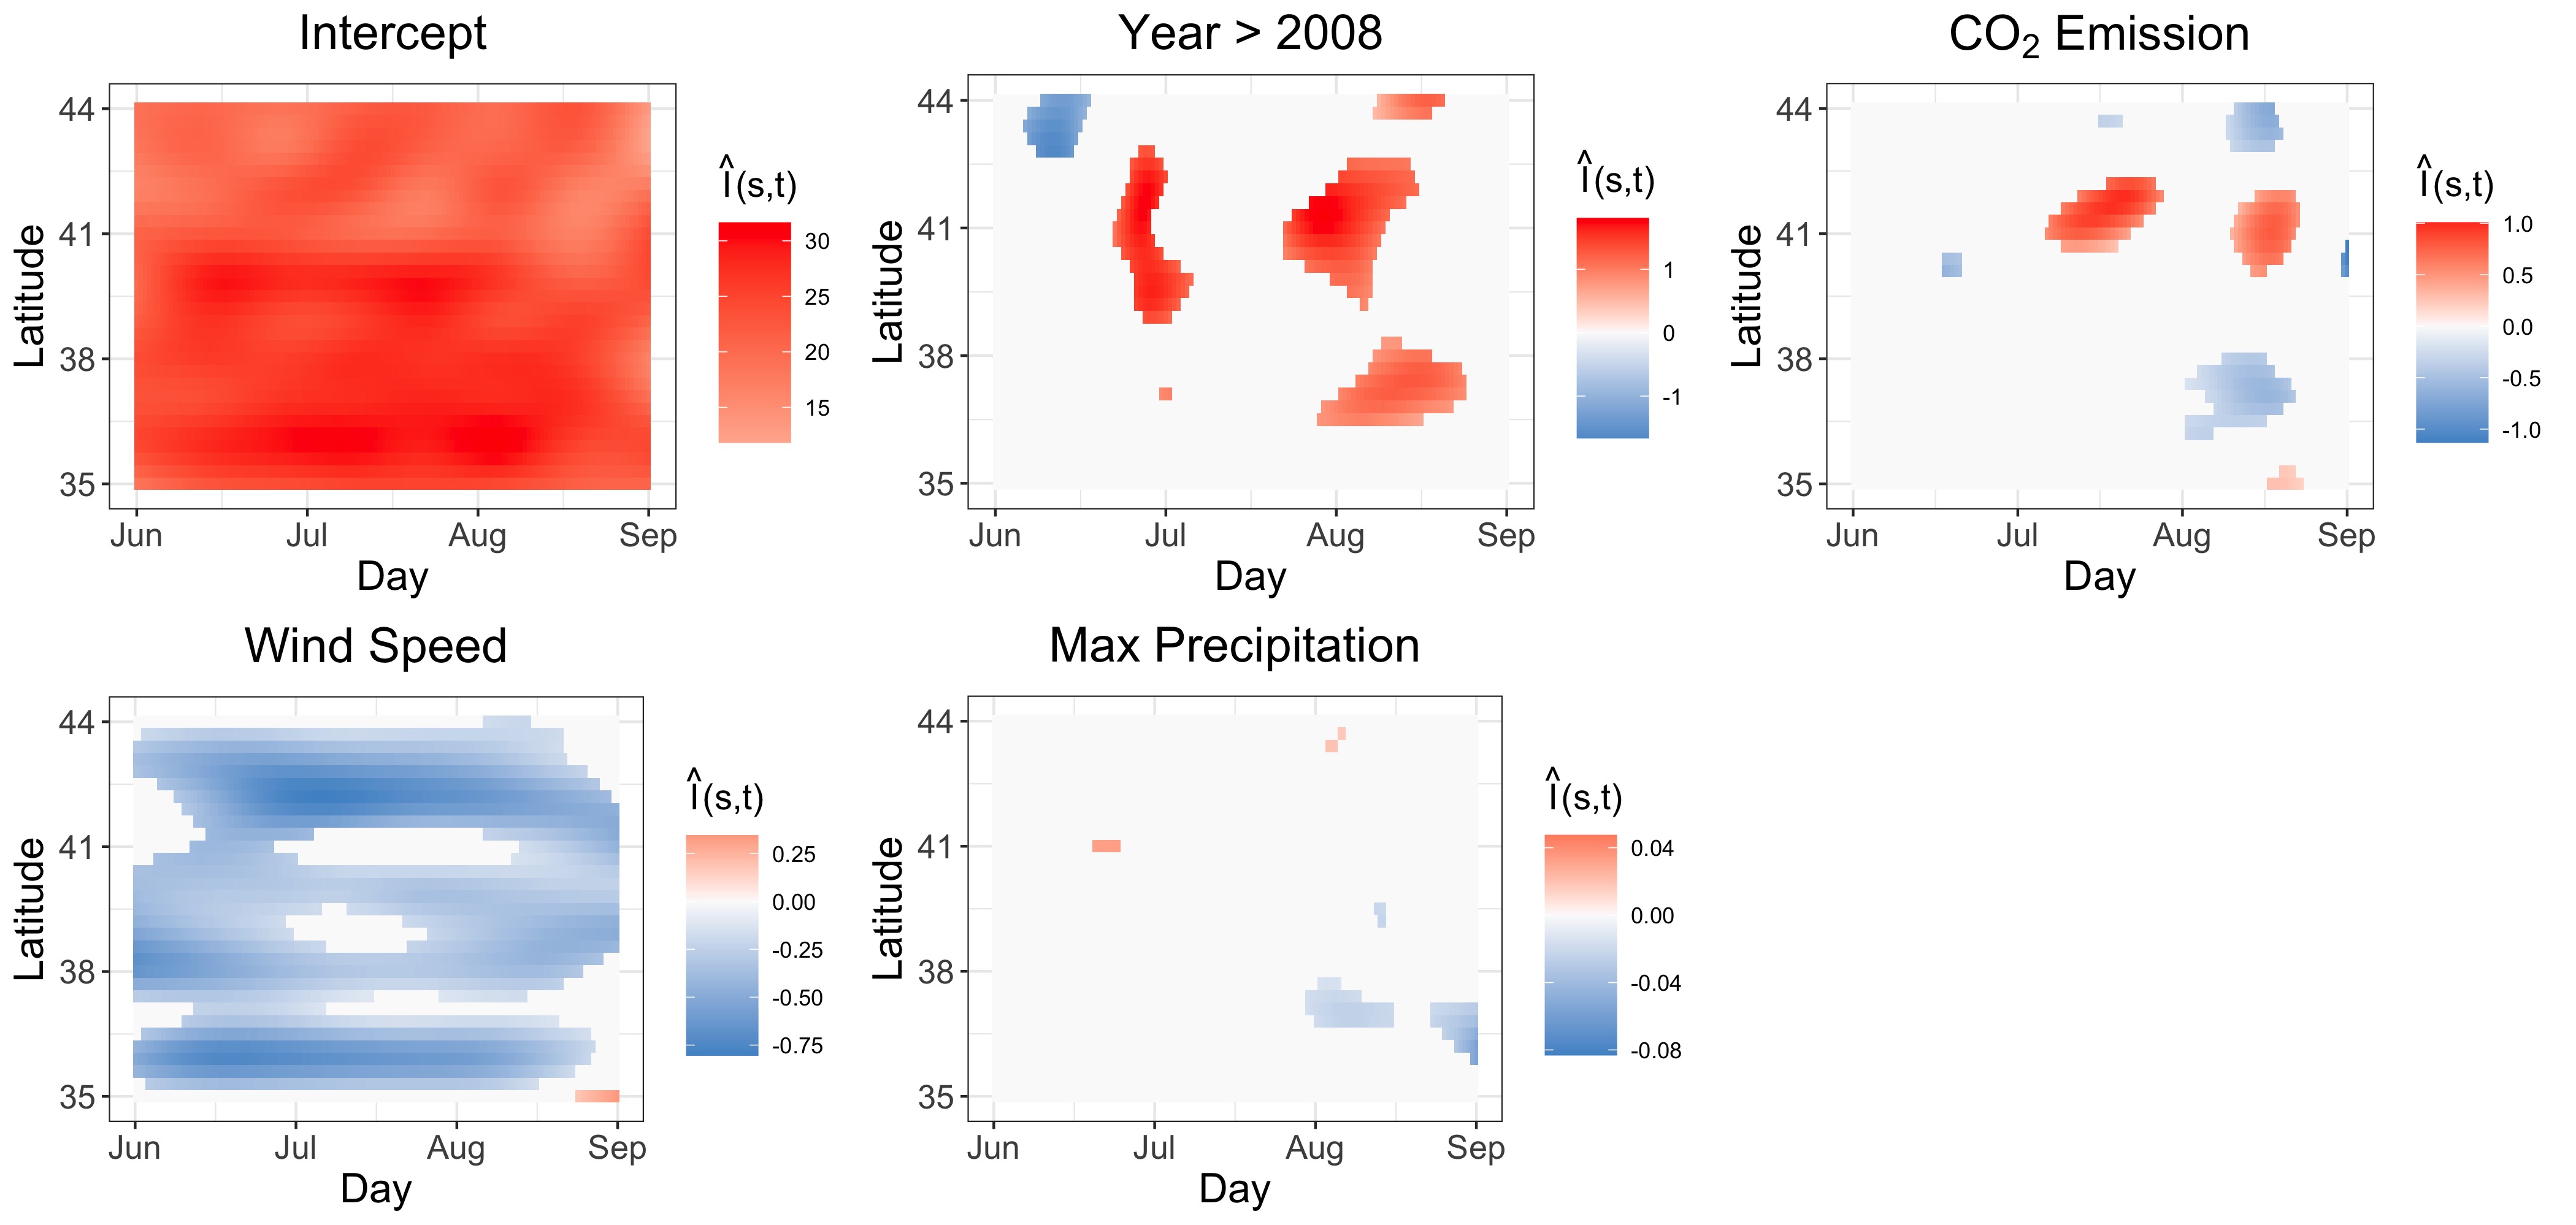 Intercept
Year > 2008
CO₂ Emission
Latitude
44
41
38
35
Jun Jul Aug Sep
Day
Î(s,t)
30
25
20
15
Latitude
44
41
38
35
Jun Jul Aug Sep
Day
Î(s,t)
1
0
-1
Latitude
44
41
38
35
Jun Jul Aug Sep
Day
Î(s,t)
1.0
0.5
0.0
-0.5
-1.0
Wind Speed
Max Precipitation
Latitude
44
41
38
35
Jun Jul Aug Sep
Day
Î(s,t)
0.25
0.00
-0.25
-0.50
-0.75
Latitude
44
41
38
35
Jun Jul Aug Sep
Day
Î(s,t)
0.04
0.00
-0.04
-0.08